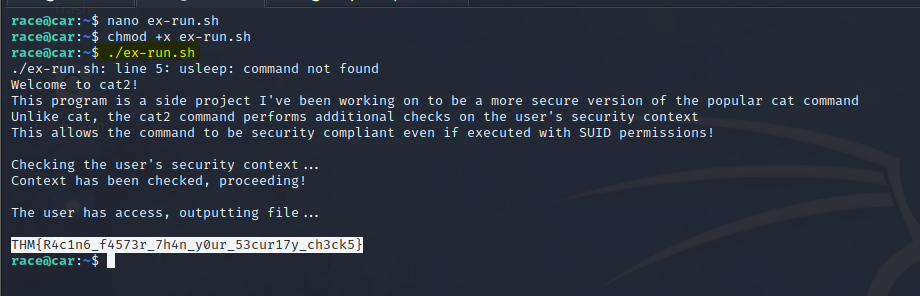 race@car:~$ nano ex-run.sh
race@car:~$ chmod +x ex-run.sh
race@car:~$ ./ex-run.sh
./ex-run.sh: line 5: usleep: command not found
Welcome to cat2!
This program is a side project I've been working on to be a more secure version of the popular cat command
Unlike cat, the cat2 command performs additional checks on the user's security context
This allows the command to be security compliant even if executed with SUID permissions!
Checking the user's security context...
Context has been checked, proceeding!
The user has access, outputting file...
THM{R4c1n6_f4573r_7h4n_y0ur_53cur17y_ch3ck5}
race@car:~$